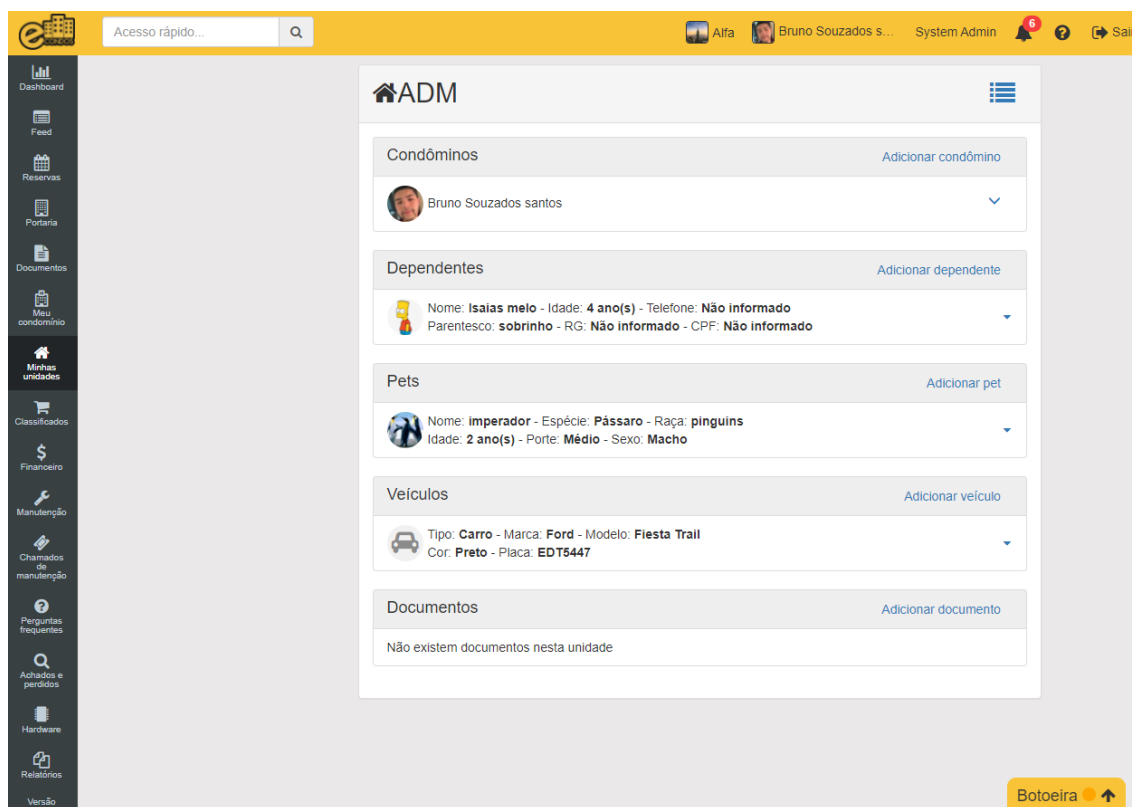 e
CONDOS
Acesso rápido...
Alfa
Bruno Souzados s...
System Admin
6
Sair
Dashboard
Feed
Reservas
Portaria
Documentos
Meu
condomínio
Minhas
unidades
Classificados
Financeiro
Manutenção
Chamados
de
manutenção
Perguntas
frequentes
Achados e
perdidos
Hardware
Relatórios
Versão
ADM
Condôminos
Adicionar condômino
Bruno Souzados santos
Dependentes
Adicionar dependente
Nome: Isaias melo - Idade: 4 ano(s) - Telefone: Não informado
Parentesco: sobrinho - RG: Não informado - CPF: Não informado
Pets
Adicionar pet
Nome: imperador - Espécie: Pássaro - Raça: pinguins
Idade: 2 ano(s) - Porte: Médio - Sexo: Macho
Veículos
Adicionar veículo
Tipo: Carro - Marca: Ford - Modelo: Fiesta Trail
Cor: Preto - Placa: EDT5447
Documentos
Adicionar documento
Não existem documentos nesta unidade
Botoeira